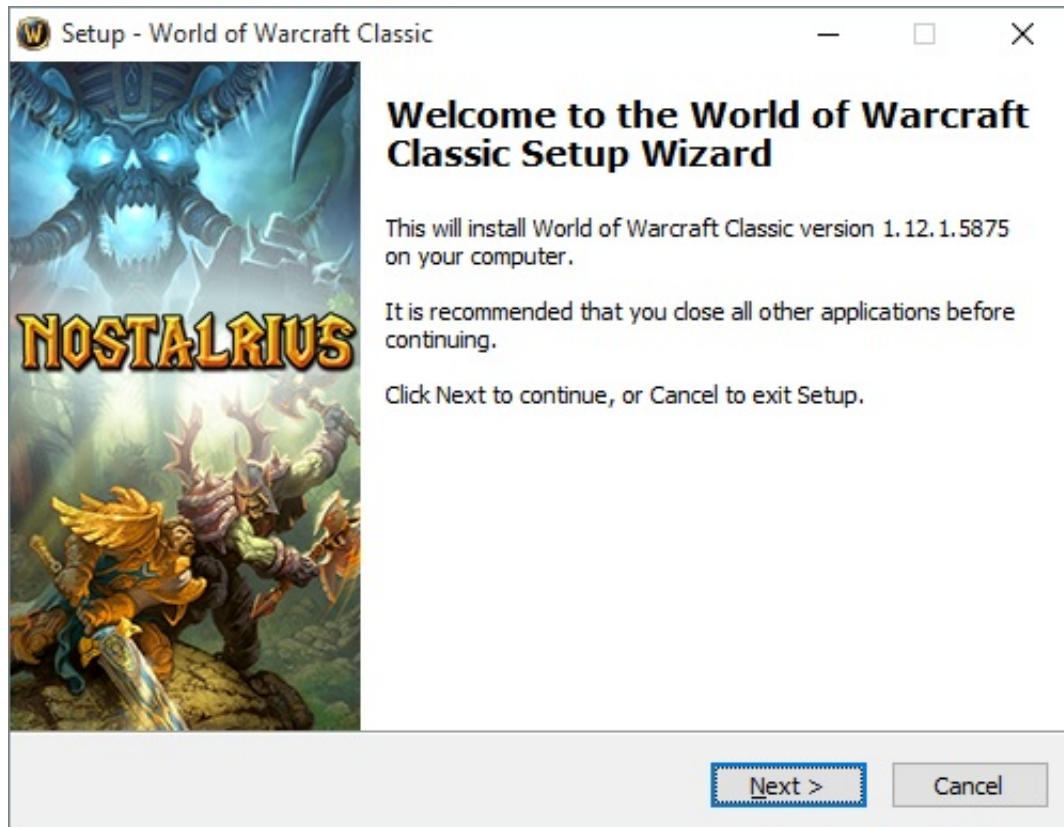 Setup - World of Warcraft Classic
Welcome to the World of Warcraft
Classic Setup Wizard
This will install World of Warcraft Classic version 1.12.1.5875
on your computer.
It is recommended that you close all other applications before
continuing.
Click Next to continue, or Cancel to exit Setup.
NOSTALRIUS
Next >
Cancel